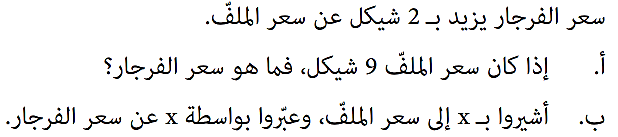 سعر الفرجار يزيد بـ 2 شيكل عن سعر الملفّ.
أ. إذا كان سعر الملفّ 9 شيكل، فما هو سعر الفرجار؟
ب. أشيروا بـ x إلى سعر الملفّ، وعبّروا بواسطة x عن سعر الفرجار.